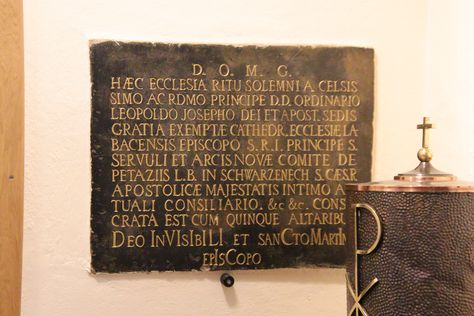 D. O. M. G.
HÆC ECCLESIA RITU SOLEMNI A CELSIS
SIMO AC RDMO PRINCIPE D.D. ORDINARIO
LEOPOLDO JOSEPHO DEI ET APOST. SEDIS
GRATIA EXEMPTÆ CATHEDR. ECCLESIÆ LA
BACENSIS EPISCOPO S.R.I. PRINCIPE S.
SERVULI ET ARCIS NOVÆ COMITE DE
PETAZIIS L.B. IN SCHWARZENECH S. CÆS.R
APOSTOLICÆ MAJESTATIS INTIMO A
TUALI CONSILIARIO. &c &c. CONS
CRATA EST CUM QUINQUE ALTARIBU
DEO InVIsIbILI ET sanCto MartIn
epIsCopo